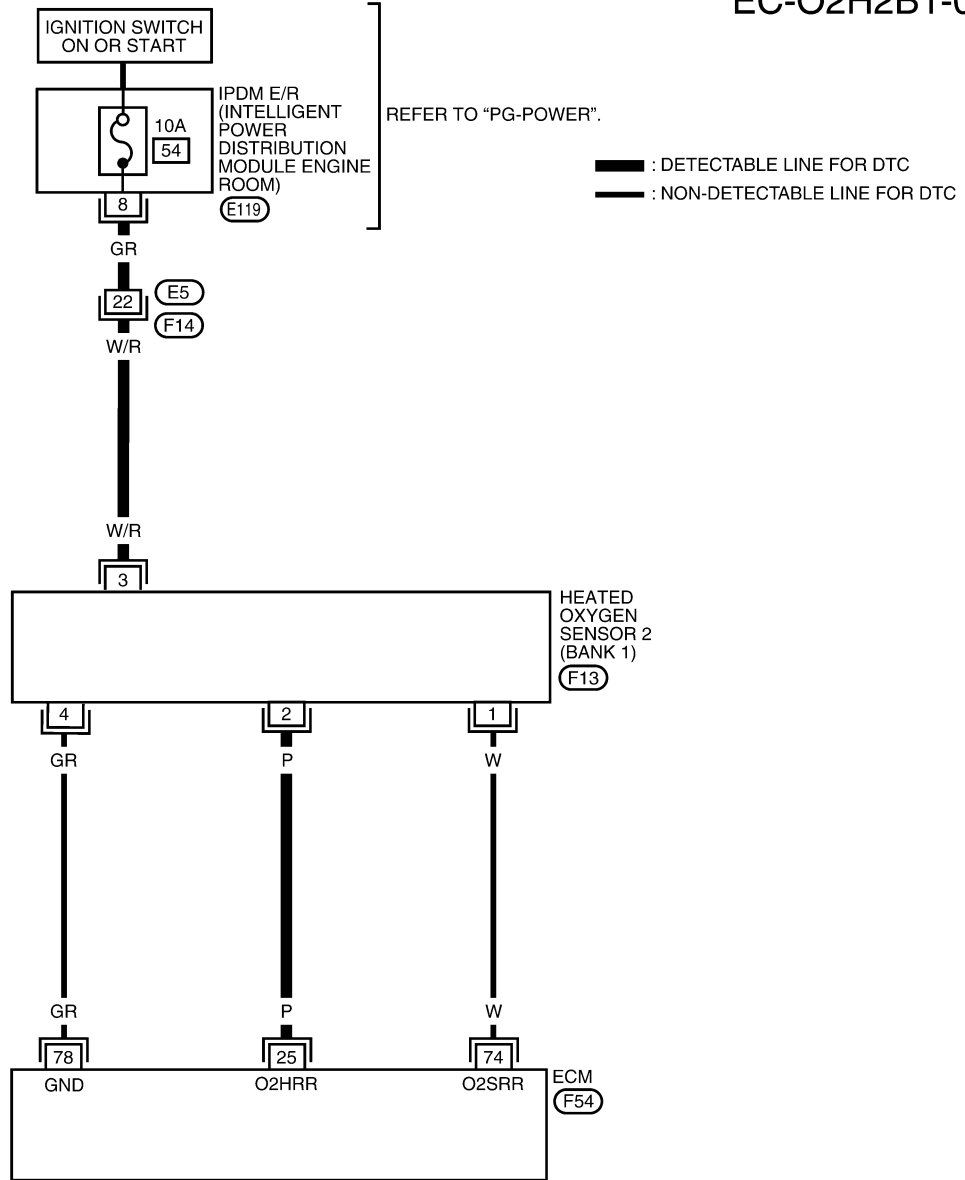 EC-O2H2B1-0
IGNITION SWITCH
ON OR START
IPDM E/R
(INTELLIGENT
POWER
DISTRIBUTION
MODULE ENGINE
ROOM)
E119
10A
54
8
REFER TO “PG-POWER”.
: DETECTABLE LINE FOR DTC
: NON-DETECTABLE LINE FOR DTC
GR
22
E5
F14
W/R
W/R
3
HEATED
OXYGEN
SENSOR 2
(BANK 1)
F13
4 2 1
GR P W
GR P W
78 25 74
GND O2HRR O2SRR
ECM
F54